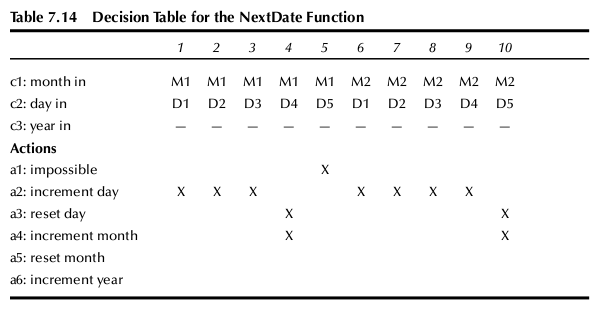 Table 7.14 Decision Table for the NextDate Function
1 2 3 4 5 6 7 8 9 10
c1: month in M1 M1 M1 M1 M1 M2 M2 M2 M2 M2
c2: day in D1 D2 D3 D4 D5 D1 D2 D3 D4 D5
c3: year in — — — — — — — — — —
Actions
a1: impossible X
a2: increment day X X X X X X X
a3: reset day X X
a4: increment month X X
a5: reset month
a6: increment year